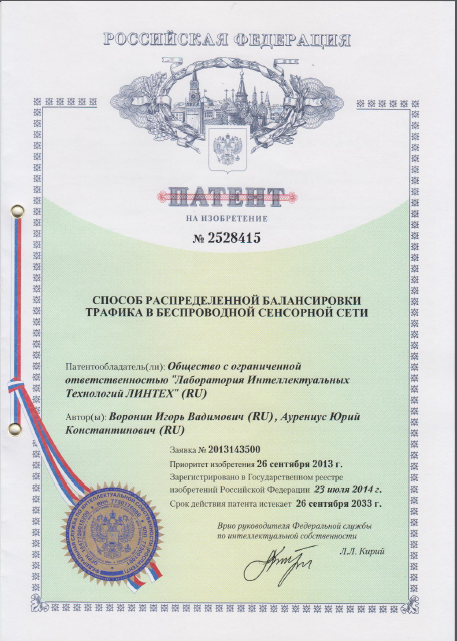 РОССИЙСКАЯ ФЕДЕРАЦИЯ
ПАТЕНТ
НА ИЗОБРЕТЕНИЕ
№ 2528415
СПОСОБ РАСПРЕДЕЛЕННОЙ БАЛАНСИРОВКИ
ТРАФИКА В БЕСПРОВОДНОЙ СЕНСОРНОЙ СЕТИ
Патентообладатель(ли): Общество с ограниченной
ответственностью "Лаборатория Интеллектуальных
Технологий ЛИНТЕХ" (RU)
Автор(ы): Воронин Игорь Вадимович (RU), Аурениус Юрий
Константинович (RU)
Заявка № 2013143500
Приоритет изобретения 26 сентября 2013 г.
Зарегистрировано в Государственном реестре
изобретений Российской Федерации 23 июля 2014 г.
Срок действия патента истекает 26 сентября 2033 г.
Врио руководителя Федеральной службы
по интеллектуальной собственности
Л.Л. Кирий